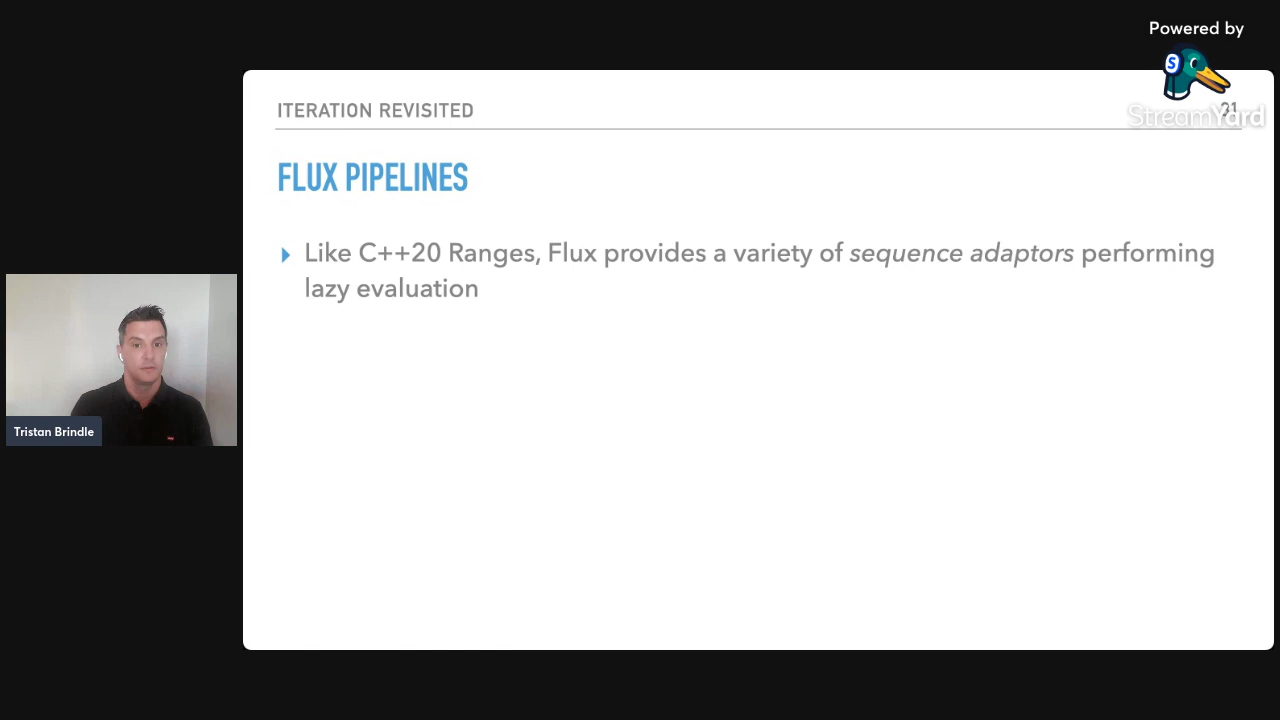 Powered by
StreamYard
ITERATION REVISITED
31
FLUX PIPELINES
Like C++20 Ranges, Flux provides a variety of sequence adaptors performing
lazy evaluation
Tristan Brindle